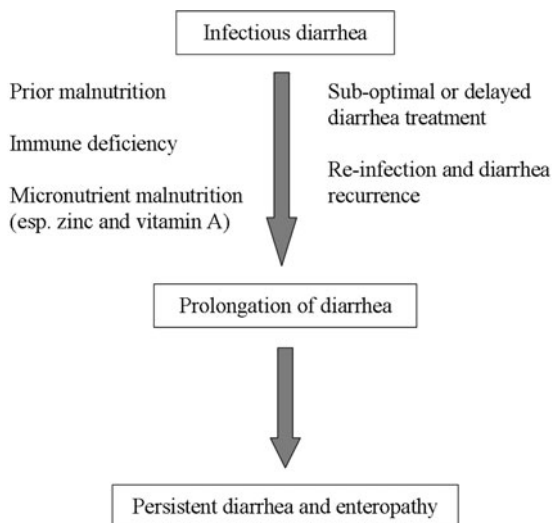 Infectious diarrhea
Prior malnutrition
Immune deficiency
Micronutrient malnutrition
(esp. zinc and vitamin A)
Sub-optimal or delayed
diarrhea treatment
Re-infection and diarrhea
recurrence
Prolongation of diarrhea
Persistent diarrhea and enteropathy